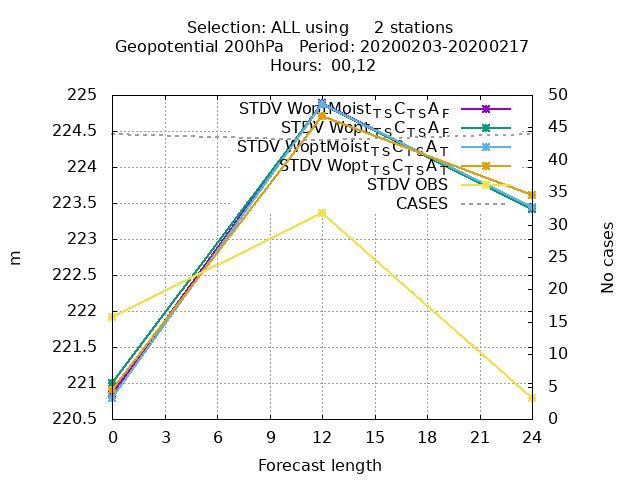 Selection: ALL using 2 stations
Geopotential 200hPa Period: 20200203-20200217
Hours: 00,12
225
224.5
224
223.5
223
222.5
222
221.5
221
220.5
m
50
45
40
35
30
25
20
15
10
5
0
No cases
STDV WoptMoist_TSC_TSA_F
STDV Wopt_TSC_TSA_F
STDV WoptMoist_TSC_TSA_T
STDV Wopt_TSC_TSA_T
STDV OBS
CASES
0 3 6 9 12 15 18 21 24
Forecast length